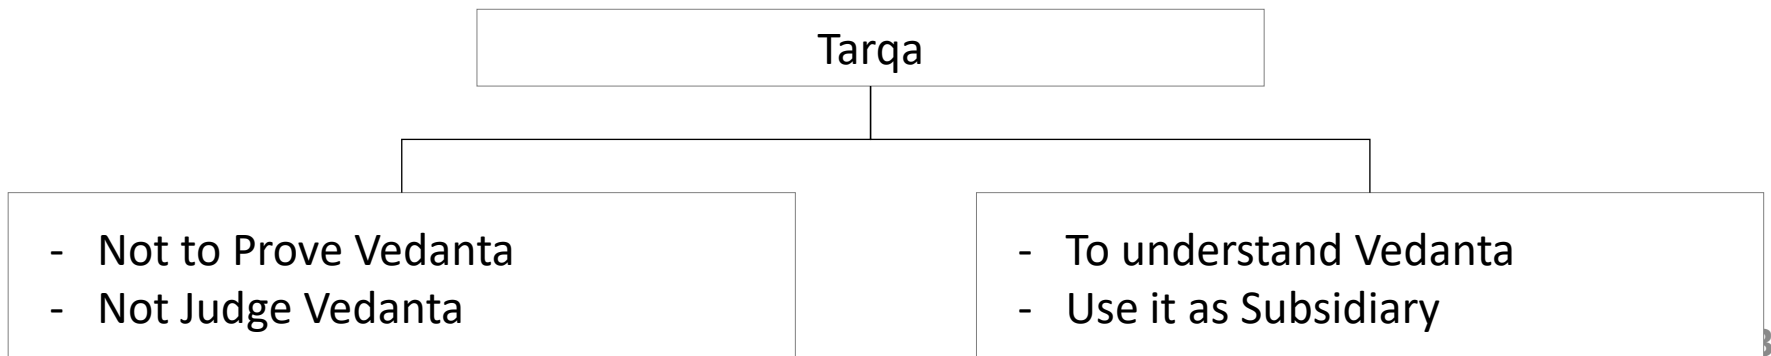 Tarqa
- Not to Prove Vedanta
- Not Judge Vedanta
- To understand Vedanta
- Use it as Subsidiary